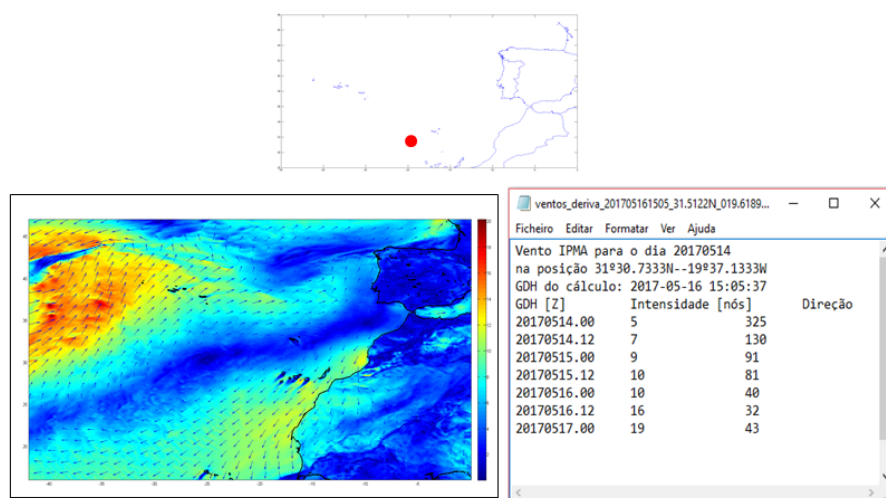 ventos_deriva_201705161505_31.5122N_019.6189...
Ficheiro Editar Formatar Ver Ajuda
Vento IPMA para o dia 20170514
na posição 31º30.7333N--19º37.1333W
GDH do cálculo: 2017-05-16 15:05:37
GDH [Z] Intensidade [nós] Direção
20170514.00 5 325
20170514.12 7 130
20170515.00 9 91
20170515.12 10 81
20170516.00 10 40
20170516.12 16 32
20170517.00 19 43